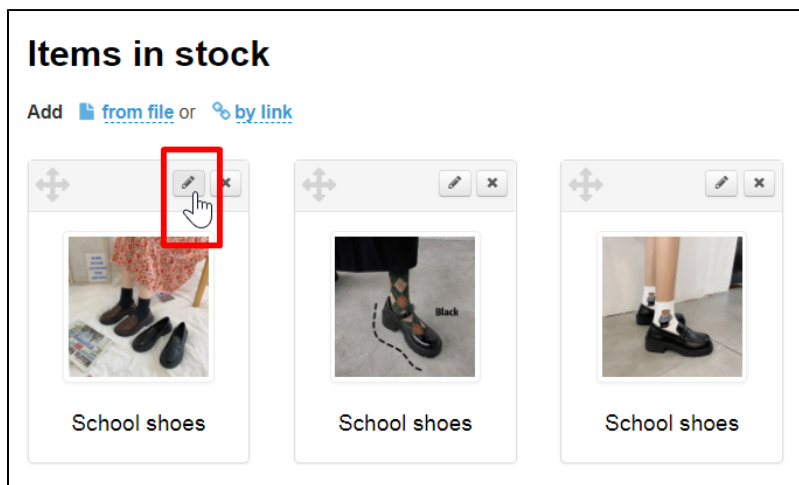 Items in stock
Add from file or by link
Black
School shoes
School shoes
School shoes